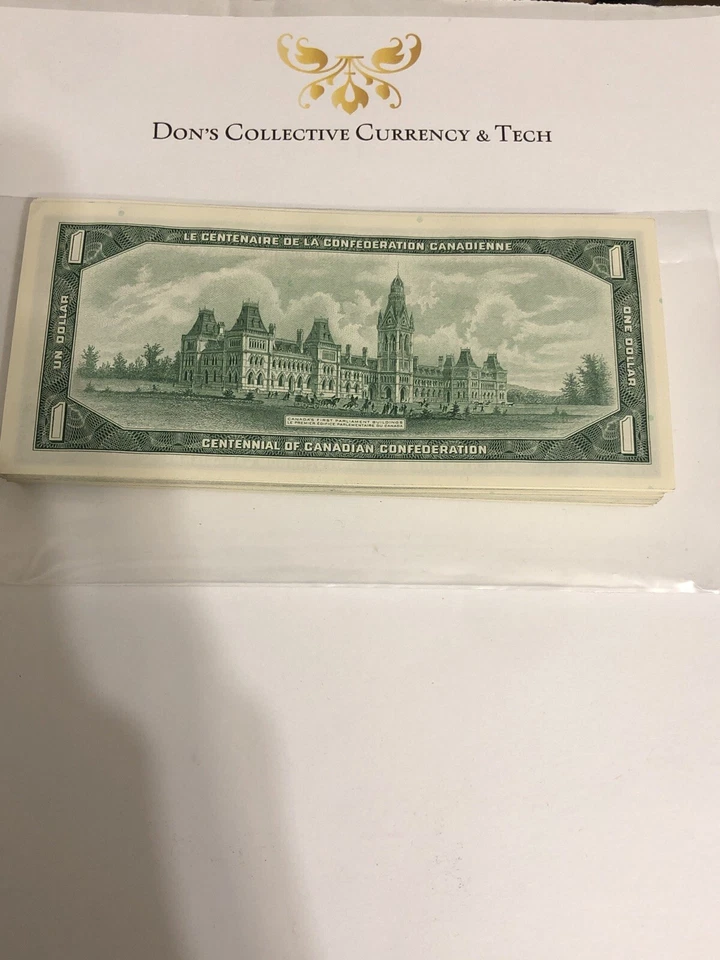 DON'S COLLECTIVE CURRENCY & TECH
1 LE CENTENAIRE DE LA CONFEDERATION CANADIENNE 1
UN DOLLAR
ONE DOLLAR
CANADA'S FIRST PARLIAMENT BUILDINGS
LE PREMIER EDIFICE PARLEMENTAIRE DU CANADA
1 CENTENNIAL OF CANADIAN CONFEDERATION 1